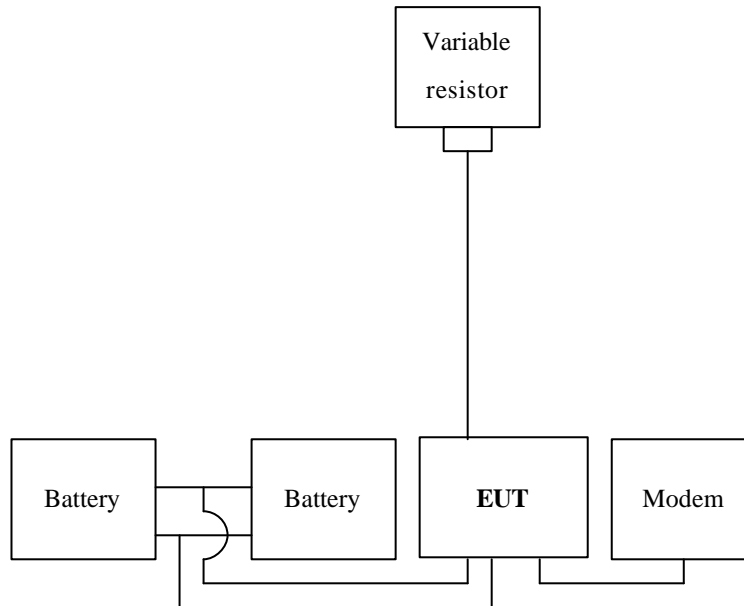 Variable
resistor
Battery
Battery
EUT
Modem